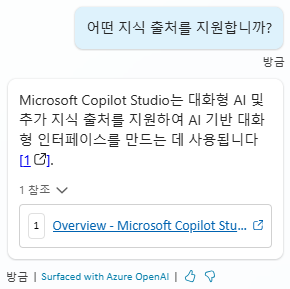 어떤 지식 출처를 지원합니까?
방금
Microsoft Copilot Studio는 대화형 AI 및
추가 지식 출처를 지원하여 AI 기반 대화
형 인터페이스를 만드는 데 사용됩니다
[1].
1 참조
1 Overview - Microsoft Copilot Stu...
방금 | Surfaced with Azure OpenAI |